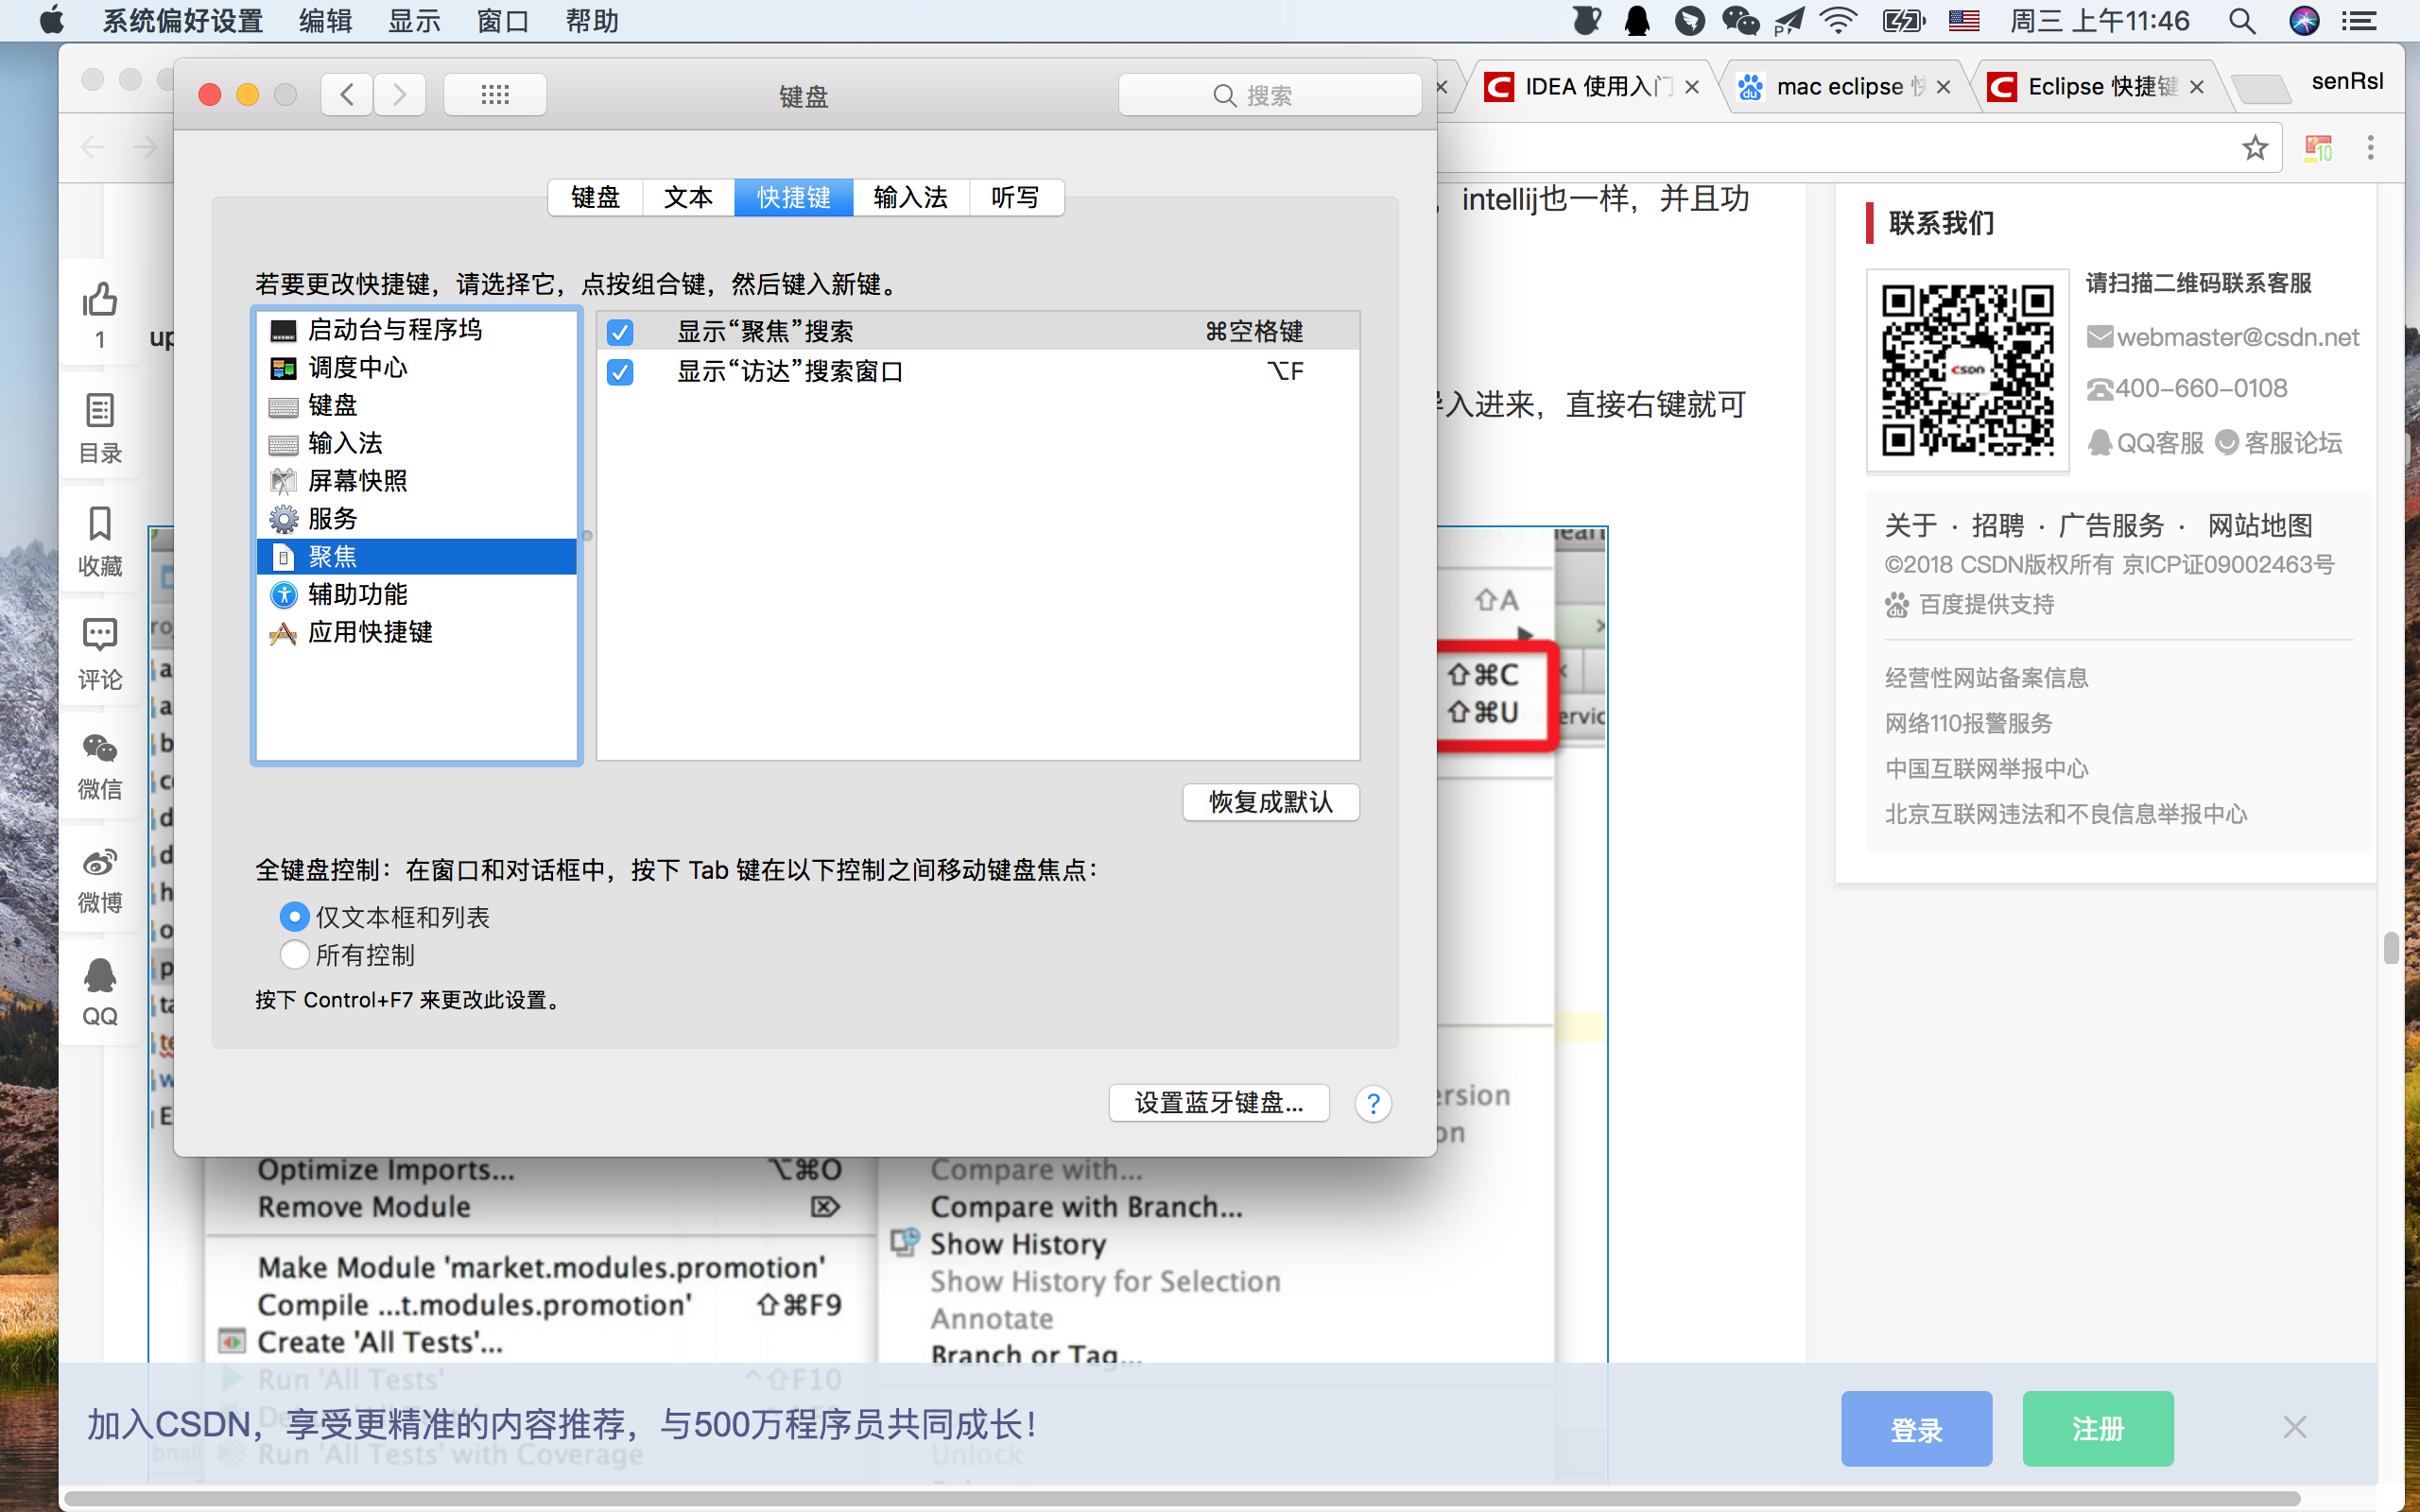 系统偏好设置 编辑 显示 窗口 帮助
周三 上午11:46
键盘
搜索
IDEA 使用入门
mac eclipse 快
Eclipse 快捷键
senRsl
键盘 文本 快捷键 输入法 听写
若要更改快捷键，请选择它，点按组合键，然后键入新键。
启动台与程序坞
调度中心
键盘
输入法
屏幕快照
服务
聚焦
辅助功能
应用快捷键
显示“聚焦”搜索 ⌘空格键
显示“访达”搜索窗口 ⌥F
恢复成默认
全键盘控制：在窗口和对话框中，按下 Tab 键在以下控制之间移动键盘焦点：
仅文本框和列表
所有控制
按下 Control+F7 来更改此设置。
设置蓝牙键盘...
?
1
目录
收藏
评论
微信
微博
QQ
up
，intellij也一样，并且功
入进来，直接右键就可
⇧A
⇧⌘C
⇧⌘U
ervic
ersion
on
Optimize Imports... ⌥⌘O
Remove Module ⌦
Make Module 'market.modules.promotion'
Compile ...t.modules.promotion' ⇧⌘F9
Create 'All Tests'...
Run 'All Tests' ^⇧F10
Run 'All Tests' with Coverage
Compare with...
Compare with Branch...
Show History
Show History for Selection
Annotate
Branch or Tag...
Unlock
联系我们
CSDN
请扫描二维码联系客服
webmaster@csdn.net
400-660-0108
QQ客服 客服论坛
关于 · 招聘 · 广告服务 · 网站地图
©2018 CSDN版权所有 京ICP证09002463号
百度提供支持
经营性网站备案信息
网络110报警服务
中国互联网举报中心
北京互联网违法和不良信息举报中心
加入CSDN，享受更精准的内容推荐，与500万程序员共同成长！
登录
注册